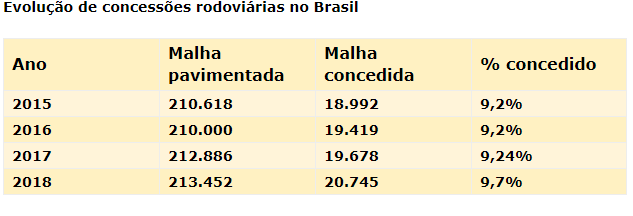 Evolução de concessões rodoviárias no Brasil
Ano Malha pavimentada Malha concedida % concedido
2015 210.618 18.992 9,2%
2016 210.000 19.419 9,2%
2017 212.886 19.678 9,24%
2018 213.452 20.745 9,7%